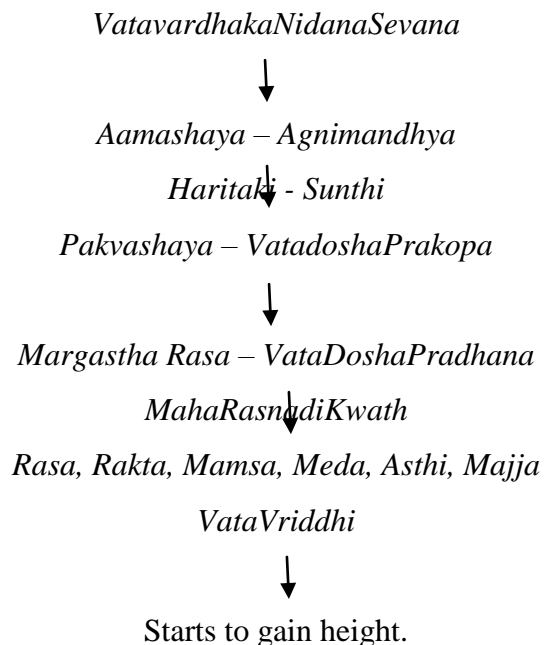 VatavardhakaNidanaSevana
Aamashaya – Agnimandhya
Haritaki - Sunthi
Pakvashaya – VatadoshaPrakopa
Margastha Rasa – VataDoshaPradhana
MahaRasnadiKwath
Rasa, Rakta, Mamsa, Meda, Asthi, Majja
VataVriddhi
Starts to gain height.